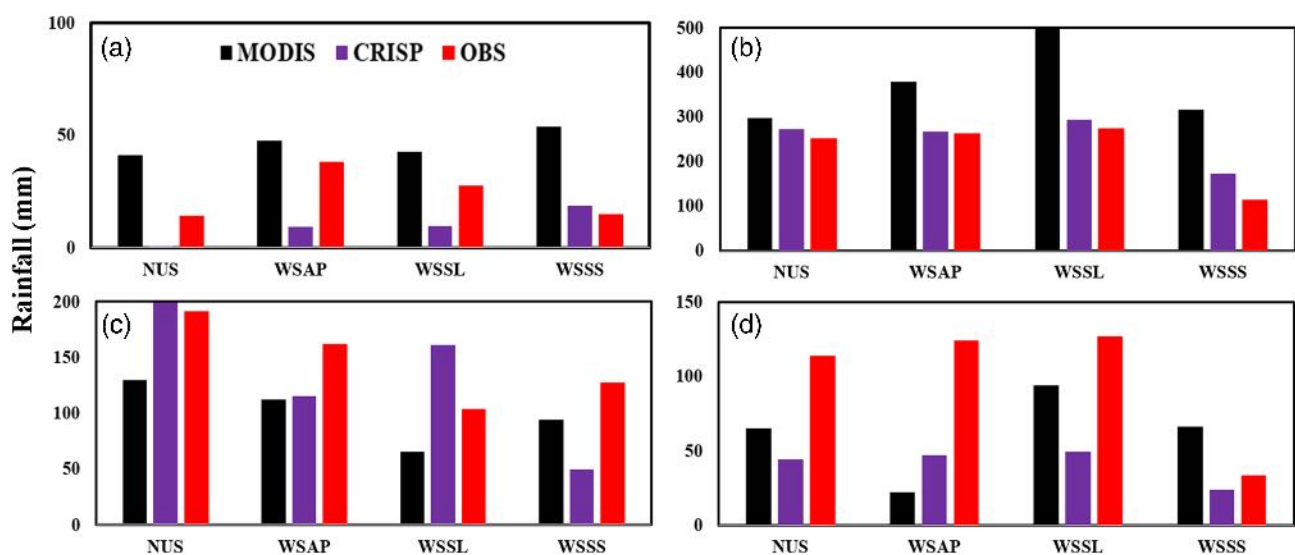 Rainfall (mm)
(a)
MODIS CRISP OBS
100
50
0
NUS WSAP WSSL WSSS
(b)
500
400
300
200
100
0
NUS WSAP WSSL WSSS
(c)
200
150
100
50
0
NUS WSAP WSSL WSSS
(d)
150
100
50
0
NUS WSAP WSSL WSSS